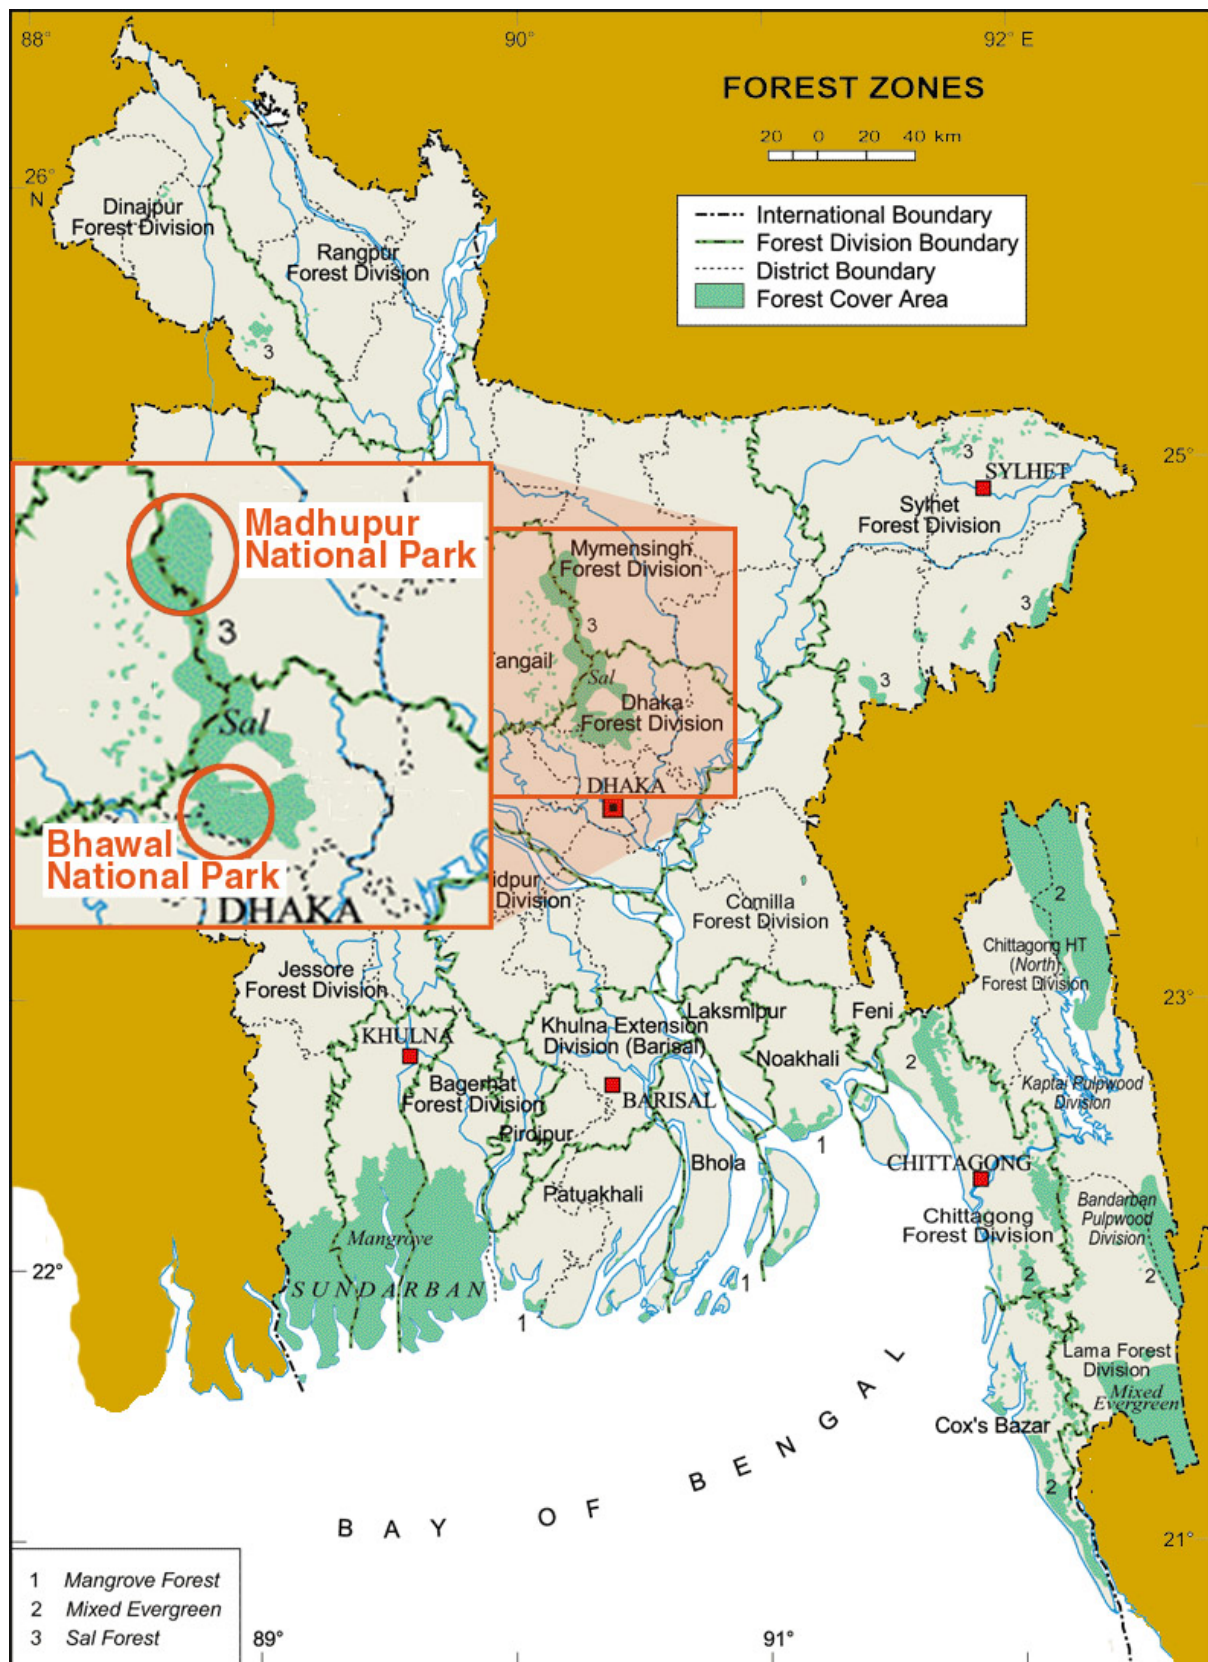 88°
90°
92° E
FOREST ZONES
20 0 20 40 km
26°
N
International Boundary
Forest Division Boundary
District Boundary
Forest Cover Area
Dinajpur
Forest Division
Rangpur
Forest Division
3
25°
3
SYLHET
Sylhet
Forest Division
Madhupur
National Park
3
Sal
Bhawal
National Park
DHAKA
Mymensingh
Forest Division
3
angail
Sal
Dhaka
Forest Division
DHAKA
3
3
idpur
Division
Comilla
Forest Division
2
Chittagong HT
(North)
Forest Division
Jessore
Forest Division
23°
KHULNA
Khulna Extension
Division (Barisal)
Laksmipur
Feni
Noakhali
2
Bagerhat
Forest Division
BARISAL
Kaptai Pulpwood
Division
Pirojpur
1
Bhola
CHITTAGONG
Patuakhali
Chittagong
Forest Division
Bandarban
Pulpwood
Division
Mangrove
22°
SUNDARBAN
1
1
2
2
Lama Forest
Division
Mixed
Evergreen
Cox's Bazar
2
BAY OF BENGAL
21°
1 Mangrove Forest
2 Mixed Evergreen
3 Sal Forest
89°
91°